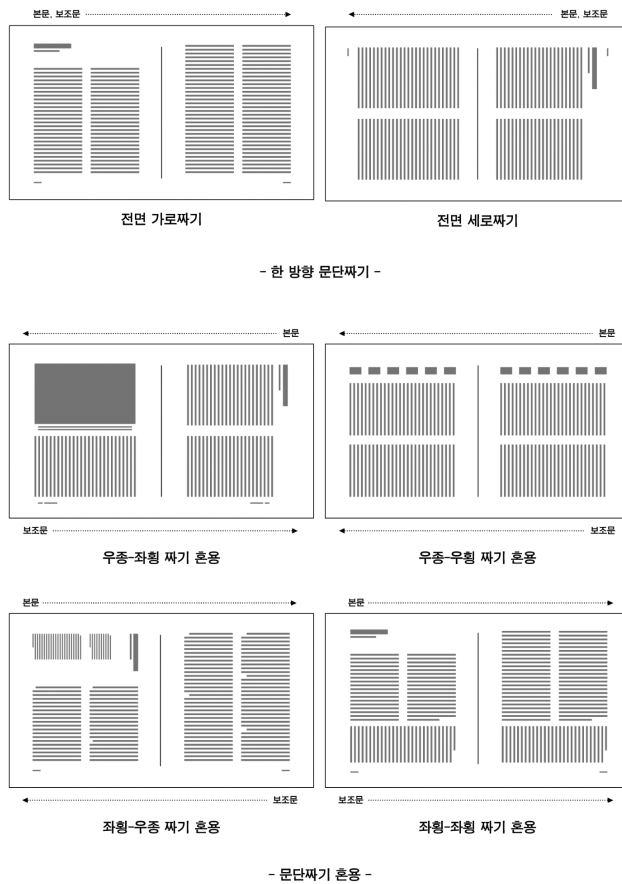 본문, 보조문
본문, 보조문
전면 가로짜기
전면 세로짜기
- 한 방향 문단짜기 -
본문
본문
보조문
보조문
우종-좌횡 짜기 혼용
우종-우횡 짜기 혼용
본문
본문
보조문
보조문
좌횡-우종 짜기 혼용
좌횡-좌횡 짜기 혼용
- 문단짜기 혼용 -